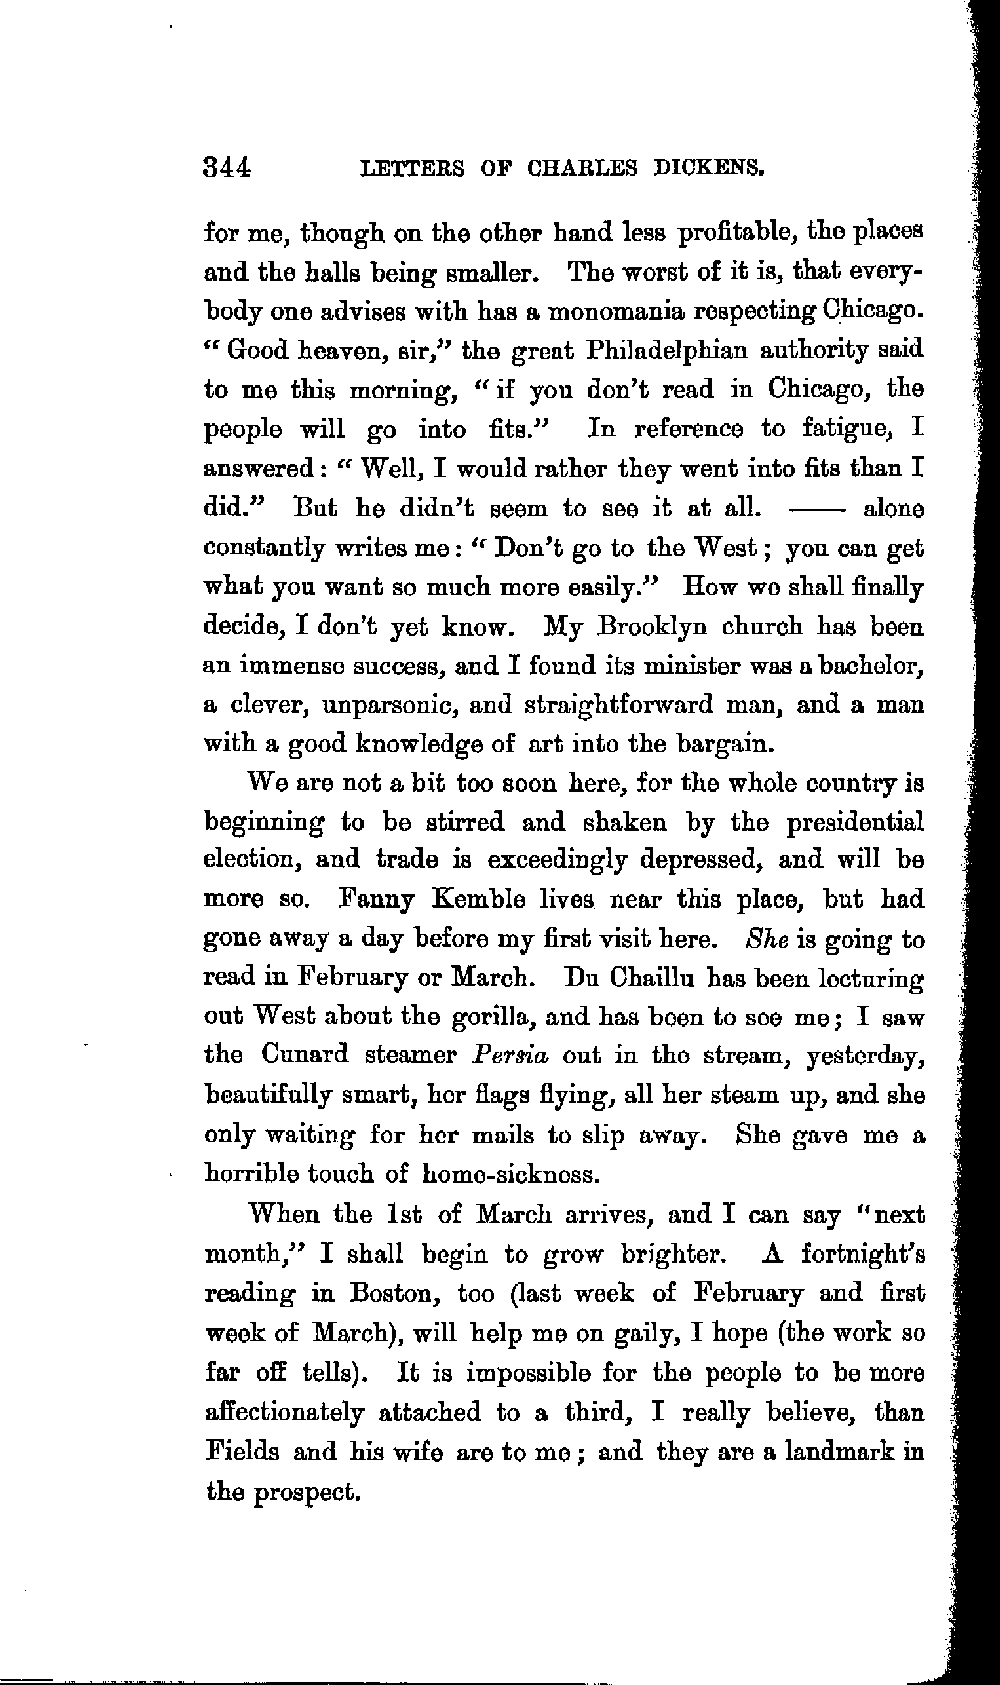 344 LETTERS OF CHARLES DICKENS.
for me, though on the other hand less profitable, the places
and the halls being smaller. The worst of it is, that every-
body one advises with has a monomania respecting Chicago.
“Good heaven, sir,” the great Philadelphian authority said
to me this morning, “if you don’t read in Chicago, the
people will go into fits.” In reference to fatigue, I
answered: “Well, I would rather they went into fits than I
did.” But he didn’t seem to see it at all. —— alone
constantly writes me: “Don’t go to the West; you can get
what you want so much more easily.” How we shall finally
decide, I don’t yet know. My Brooklyn church has been
an immense success, and I found its minister was a bachelor,
a clever, unparsonic, and straightforward man, and a man
with a good knowledge of art into the bargain.
We are not a bit too soon here, for the whole country is
beginning to be stirred and shaken by the presidential
election, and trade is exceedingly depressed, and will be
more so. Fanny Kemble lives near this place, but had
gone away a day before my first visit here. She is going to
read in February or March. Du Chaillu has been lecturing
out West about the gorilla, and has been to see me; I saw
the Cunard steamer Persia out in the stream, yesterday,
beautifully smart, her flags flying, all her steam up, and she
only waiting for her mails to slip away. She gave me a
horrible touch of home-sickness.
When the 1st of March arrives, and I can say “next
month,” I shall begin to grow brighter. A fortnight’s
reading in Boston, too (last week of February and first
week of March), will help me on gaily, I hope (the work so
far off tells). It is impossible for the people to be more
affectionately attached to a third, I really believe, than
Fields and his wife are to me; and they are a landmark in
the prospect.